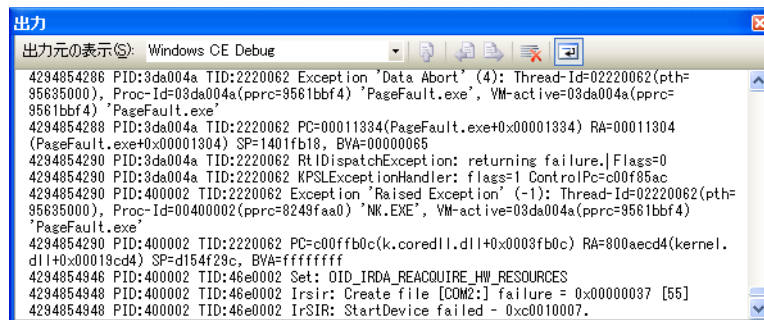 出力
出力元の表示(S): Windows CE Debug
4294854286 PID:3da004a TID:2220062 Exception 'Data Abort' (4): Thread-Id=02220062(pth=
95635000), Proc-Id=03da004a(pprc=9561bbf4) 'PageFault.exe', VM-active=03da004a(pprc=
9561bbf4) 'PageFault.exe'
4294854288 PID:3da004a TID:2220062 PC=00011334(PageFault.exe+0x00001334) RA=00011304
(PageFault.exe+0x00001304) SP=1401fb18, BVA=00000065
4294854290 PID:3da004a TID:2220062 RtlDispatchException: returning failure. Flags=0
4294854290 PID:3da004a TID:2220062 KPSLExceptionHandler: flags=1 ControlPc=c00f85ac
4294854290 PID:400002 TID:2220062 Exception 'Raised Exception' (-1): Thread-Id=02220062(pth=
95635000), Proc-Id=00400002(pprc=8249faa0) 'NK.EXE', VM-active=03da004a(pprc=9561bbf4)
'PageFault.exe'
4294854290 PID:400002 TID:2220062 PC=c00ffb0c(k.coredll.dll+0x0003fb0c) RA=800aecd4(kernel.
dll+0x00019cd4) SP=d154f29c, BVA=ffffffff
4294854946 PID:400002 TID:46e0002 Set: OID_IRDA_REACQUIRE_HW_RESOURCES
4294854948 PID:400002 TID:46e0002 Irsir: Create file [COM2:] failure = 0x00000037 [55]
4294854948 PID:400002 TID:46e0002 IrSIR: StartDevice failed - 0xc0010007.